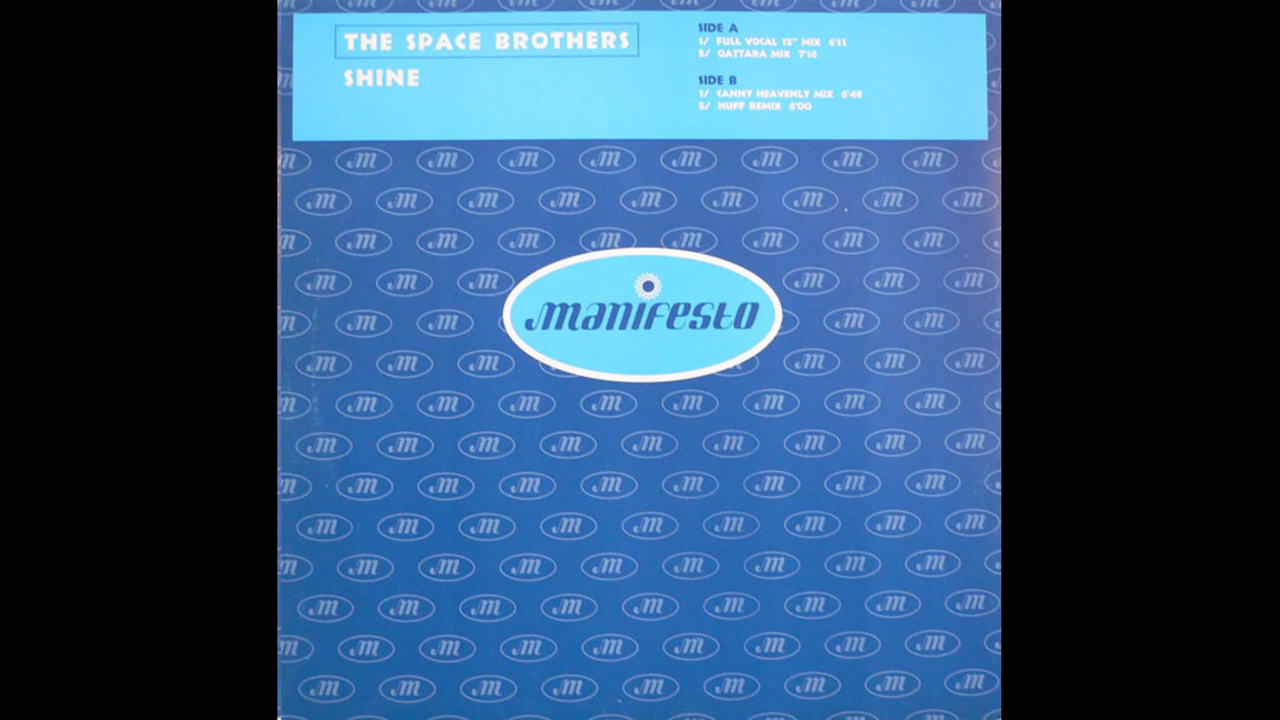 THE SPACE BROTHERS
SHINE
SIDE A
1/ FULL VOCAL 12" MIX 6'11
2/ QATTARA MIX 7'16
SIDE B
1/ CANNY HEAVENLY MIX 6'48
2/ HUFF REMIX 6'00
manifesto